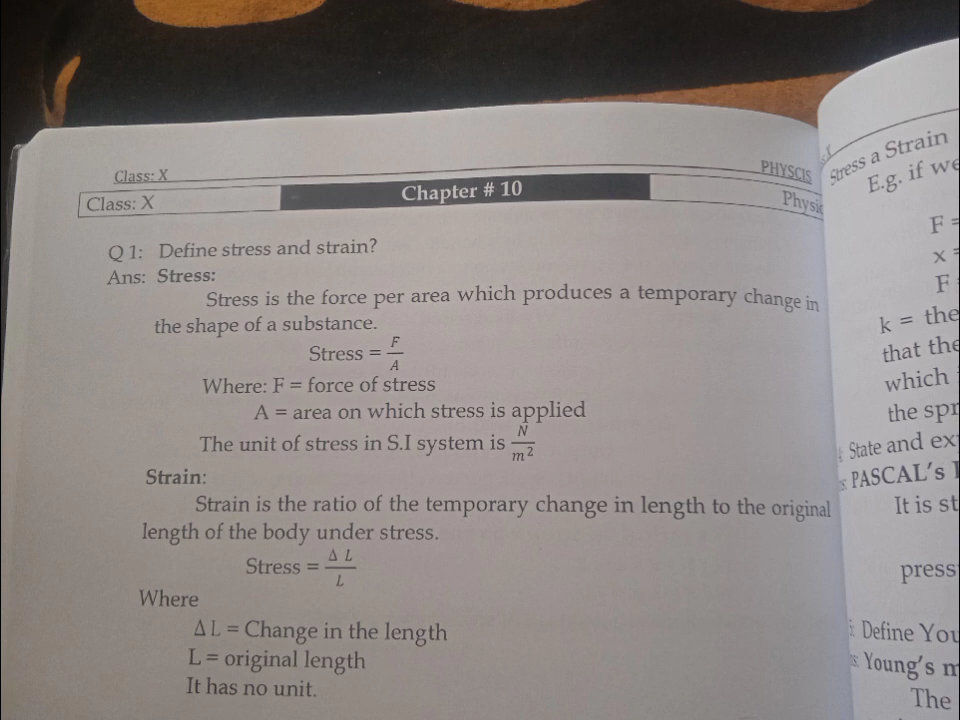 Class: X PHYSCIS
Class: X Chapter # 10
Q 1: Define stress and strain?
Ans: Stress:
Stress is the force per area which produces a temporary change in
the shape of a substance.
Stress = F/A
Where: F = force of stress
A = area on which stress is applied
The unit of stress in S.I system is N/m²
Strain:
Strain is the ratio of the temporary change in length to the original
length of the body under stress.
Stress = Δ L/L
Where
Δ L = Change in the length
L = original length
It has no unit.
Stress a Strain
E.g. if we
F =
x =
F
k = the
that the
which
the spr
State and ex
PASCAL's
It is st
press
Define You
Young's m
The